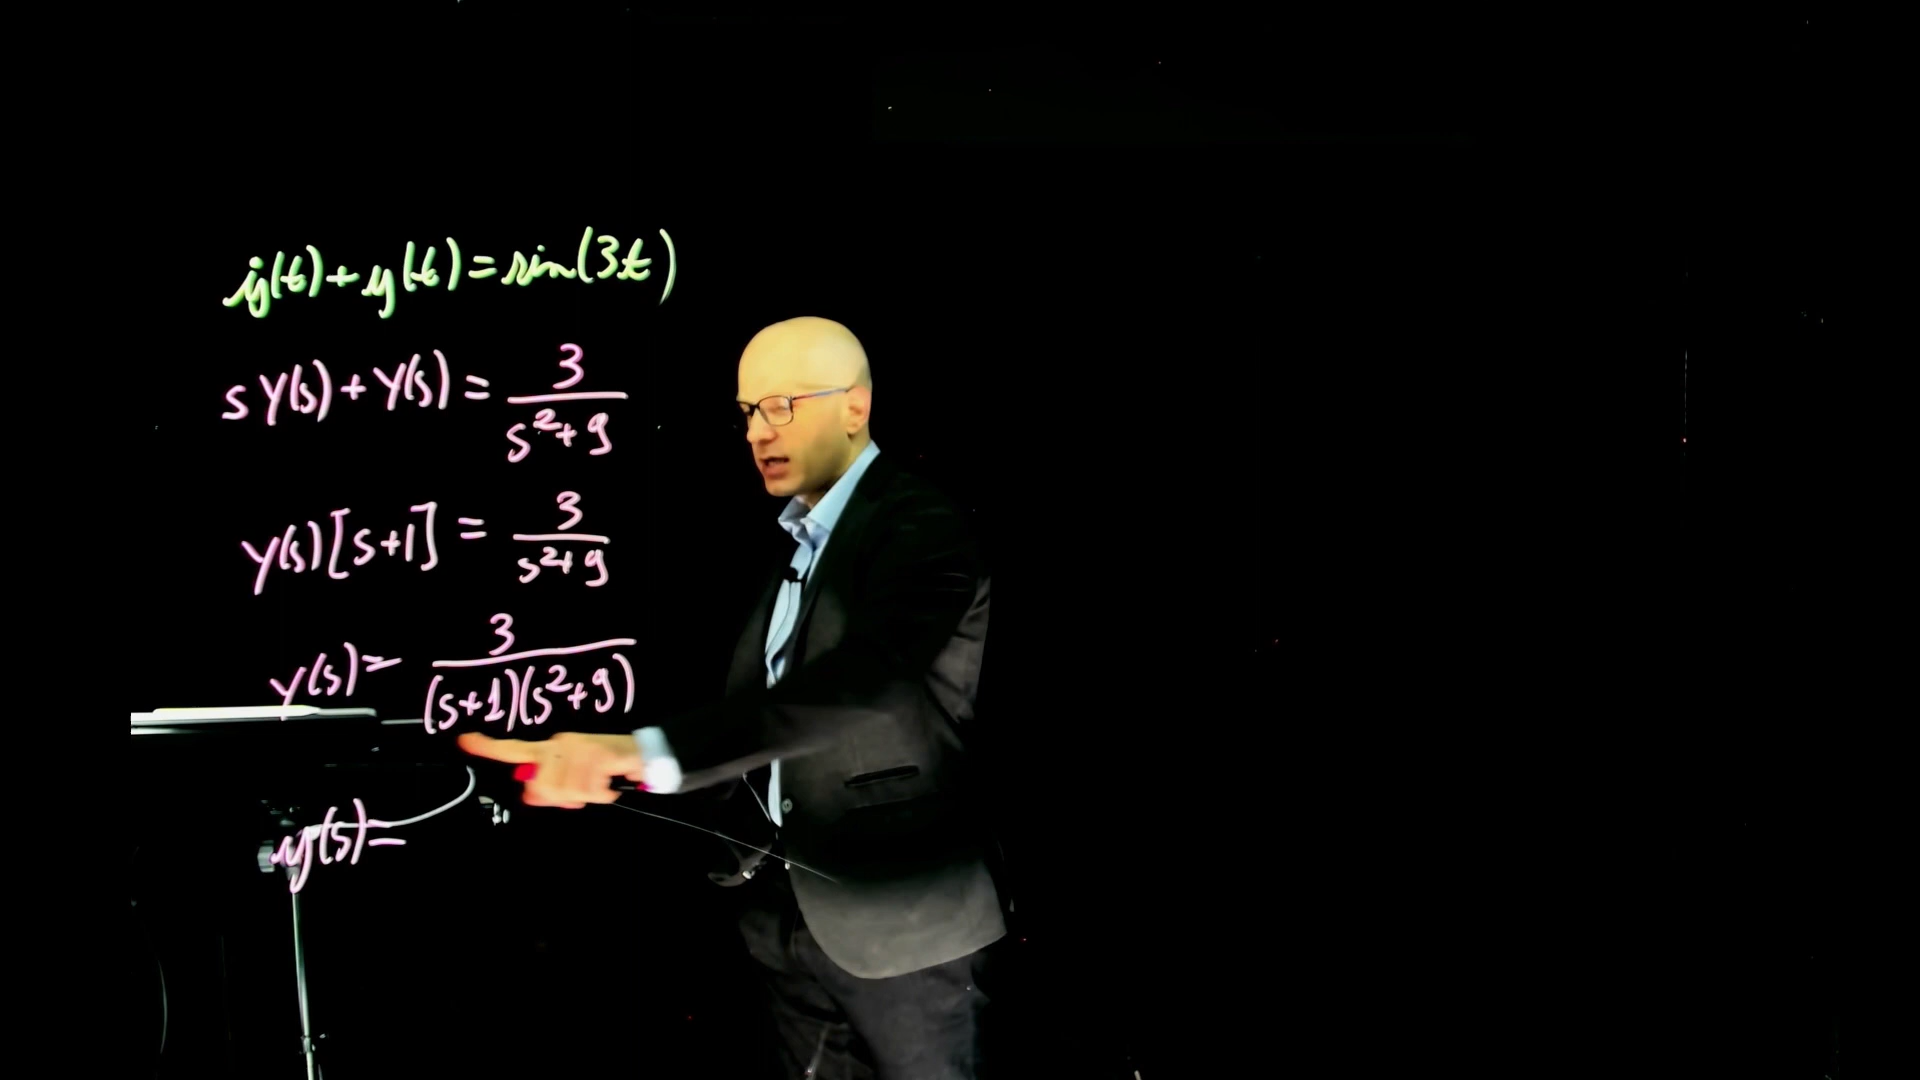 ẏ(t)+y(t)=sin(3t)
sY(s)+Y(s)=3/(s²+9)
Y(s)[s+1]=3/(s²+9)
Y(s)=3/((s+1)(s²+9))
y(s)=